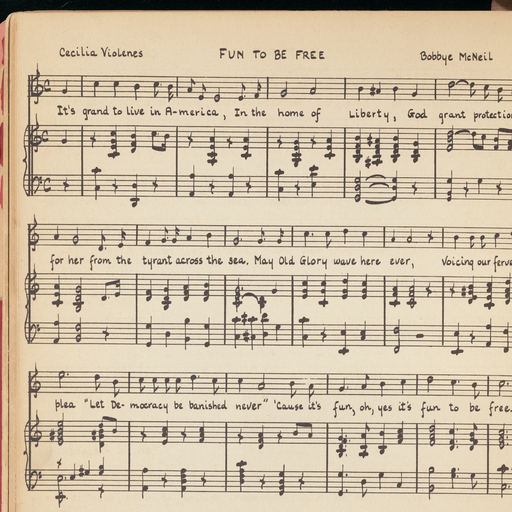 Cecilia Violenes FUN TO BE FREE Bobbye McNeil
It's grand to live in A-merica, In the home of Liberty, God grant protectio
for her from the tyrant across the sea. May Old Glory wave here ever, Voicing our ferve
plea "Let De- mocracy be banished never" 'Cause it's fun, oh, yes it's fun to be free.